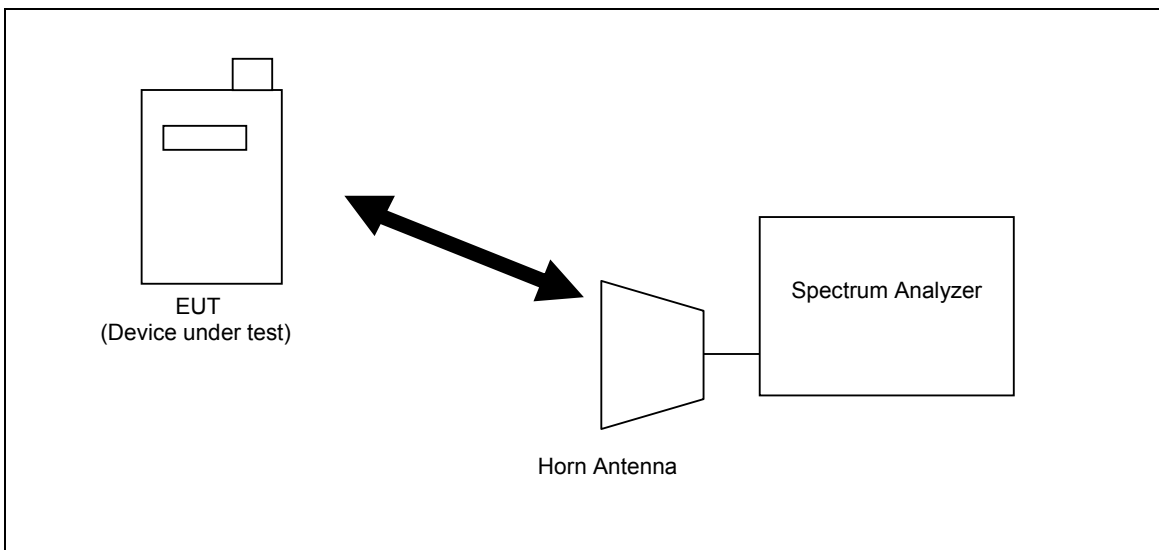 EUT
(Device under test)
Spectrum Analyzer
Horn Antenna